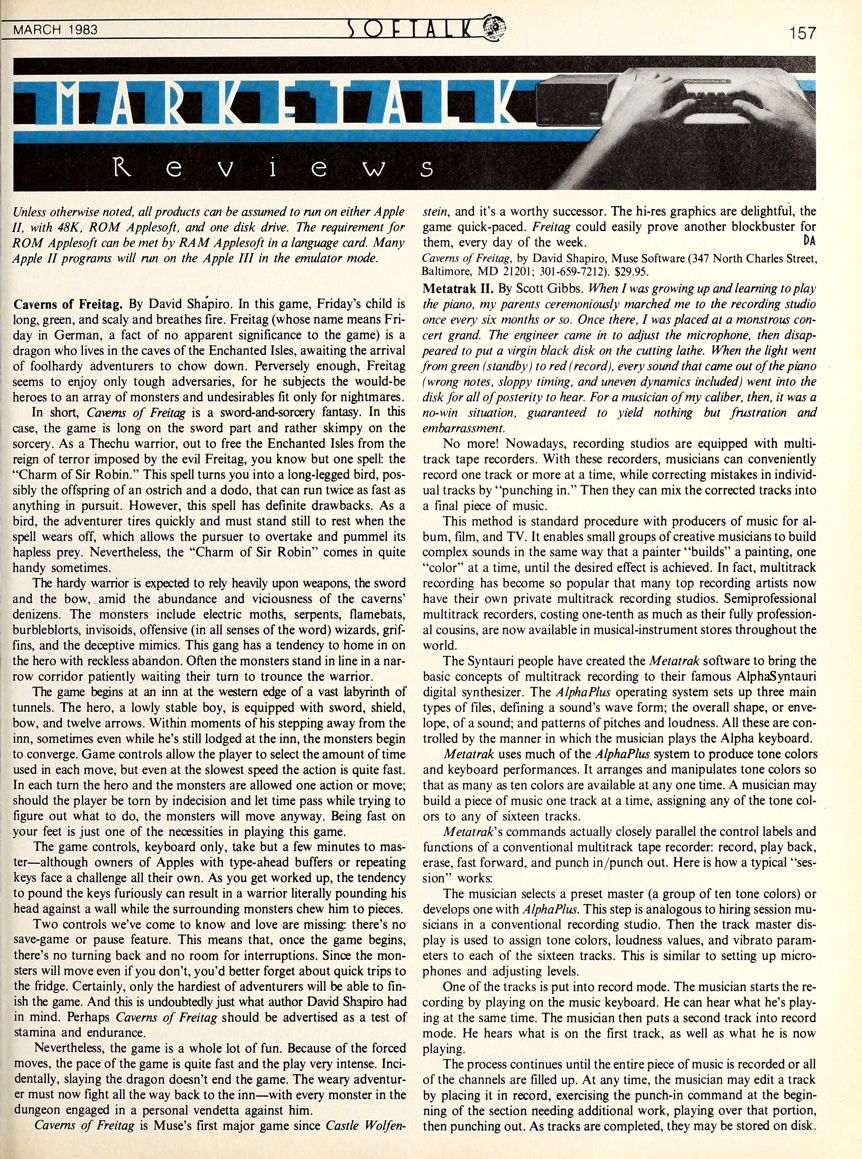 MARCH 1983
SOFTALK
157
MARKETALK
Reviews
Unless otherwise noted, all products can be assumed to run on either Apple
II, with 48K, ROM Applesoft, and one disk drive. The requirement for
ROM Applesoft can be met by RAM Applesoft in a language card. Many
Apple II programs will run on the Apple III in the emulator mode.
Caverns of Freitag. By David Shapiro. In this game, Friday's child is
long, green, and scaly and breathes fire. Freitag (whose name means Fri-
day in German, a fact of no apparent significance to the game) is a
dragon who lives in the caves of the Enchanted Isles, awaiting the arrival
of foolhardy adventurers to chow down. Perversely enough, Freitag
seems to enjoy only tough adversaries, for he subjects the would-be
heroes to an array of monsters and undesirables fit only for nightmares.
In short, Caverns of Freitag is a sword-and-sorcery fantasy. In this
case, the game is long on the sword part and rather skimpy on the
sorcery. As a Thechu warrior, out to free the Enchanted Isles from the
reign of terror imposed by the evil Freitag, you know but one spell: the
"Charm of Sir Robin." This spell turns you into a long-legged bird, pos-
sibly the offspring of an ostrich and a dodo, that can run twice as fast as
anything in pursuit. However, this spell has definite drawbacks. As a
bird, the adventurer tires quickly and must stand still to rest when the
spell wears off, which allows the pursuer to overtake and pummel its
hapless prey. Nevertheless, the "Charm of Sir Robin" comes in quite
handy sometimes.
The hardy warrior is expected to rely heavily upon weapons, the sword
and the bow, amid the abundance and viciousness of the caverns'
denizens. The monsters include electric moths, serpents, flamebats,
burbleblorts, invisoids, offensive (in all senses of the word) wizards, grif-
fins, and the deceptive mimics. This gang has a tendency to home in on
the hero with reckless abandon. Often the monsters stand in line in a nar-
row corridor patiently waiting their turn to trounce the warrior.
The game begins at an inn at the western edge of a vast labyrinth of
tunnels. The hero, a lowly stable boy, is equipped with sword, shield,
bow, and twelve arrows. Within moments of his stepping away from the
inn, sometimes even while he's still lodged at the inn, the monsters begin
to converge. Game controls allow the player to select the amount of time
used in each move, but even at the slowest speed the action is quite fast.
In each turn the hero and the monsters are allowed one action or move;
should the player be torn by indecision and let time pass while trying to
figure out what to do, the monsters will move anyway. Being fast on
your feet is just one of the necessities in playing this game.
The game controls, keyboard only, take but a few minutes to mas-
ter—although owners of Apples with type-ahead buffers or repeating
keys face a challenge all their own. As you get worked up, the tendency
to pound the keys furiously can result in a warrior literally pounding his
head against a wall while the surrounding monsters chew him to pieces.
Two controls we've come to know and love are missing: there's no
save-game or pause feature. This means that, once the game begins,
there's no turning back and no room for interruptions. Since the mon-
sters will move even if you don't, you'd better forget about quick trips to
the fridge. Certainly, only the hardiest of adventurers will be able to fin-
ish the game. And this is undoubtedly just what author David Shapiro had
in mind. Perhaps Caverns of Freitag should be advertised as a test of
stamina and endurance.
Nevertheless, the game is a whole lot of fun. Because of the forced
moves, the pace of the game is quite fast and the play very intense. Inci-
dentally, slaying the dragon doesn't end the game. The weary adventur-
er must now fight all the way back to the inn—with every monster in the
dungeon engaged in a personal vendetta against him.
Caverns of Freitag is Muse's first major game since Castle Wolfen-
stein, and it's a worthy successor. The hi-res graphics are delightful, the
game quick-paced. Freitag could easily prove another blockbuster for
them, every day of the week. DA
Caverns of Freitag, by David Shapiro, Muse Software (347 North Charles Street,
Baltimore, MD 21201; 301-659-7212). $29.95.
Metatrak II. By Scott Gibbs. When I was growing up and learning to play
the piano, my parents ceremoniously marched me to the recording studio
once every six months or so. Once there, I was placed at a monstrous con-
cert grand. The engineer came in to adjust the microphone, then disap-
peared to put a virgin black disk on the cutting lathe. When the light went
from green (standby) to red (record), every sound that came out of the piano
(wrong notes, sloppy timing, and uneven dynamics included) went into the
disk for all of posterity to hear. For a musician of my caliber, then, it was a
no-win situation, guaranteed to yield nothing but frustration and
embarrassment.
No more! Nowadays, recording studios are equipped with multi-
track tape recorders. With these recorders, musicians can conveniently
record one track or more at a time, while correcting mistakes in individ-
ual tracks by "punching in." Then they can mix the corrected tracks into
a final piece of music.
This method is standard procedure with producers of music for al-
bum, film, and TV. It enables small groups of creative musicians to build
complex sounds in the same way that a painter "builds" a painting, one
"color" at a time, until the desired effect is achieved. In fact, multitrack
recording has become so popular that many top recording artists now
have their own private multitrack recording studios. Semiprofessional
multitrack recorders, costing one-tenth as much as their fully profession-
al cousins, are now available in musical-instrument stores throughout the
world.
The Syntauri people have created the Metatrak software to bring the
basic concepts of multitrack recording to their famous AlphaSyntauri
digital synthesizer. The AlphaPlus operating system sets up three main
types of files, defining a sound's wave form; the overall shape, or enve-
lope, of a sound; and patterns of pitches and loudness. All these are con-
trolled by the manner in which the musician plays the Alpha keyboard.
Metatrak uses much of the AlphaPlus system to produce tone colors
and keyboard performances. It arranges and manipulates tone colors so
that as many as ten colors are available at any one time. A musician may
build a piece of music one track at a time, assigning any of the tone col-
ors to any of sixteen tracks.
Metatrak's commands actually closely parallel the control labels and
functions of a conventional multitrack tape recorder: record, play back,
erase, fast forward, and punch in/punch out. Here is how a typical "ses-
sion" works:
The musician selects a preset master (a group of ten tone colors) or
develops one with AlphaPlus. This step is analogous to hiring session mu-
sicians in a conventional recording studio. Then the track master dis-
play is used to assign tone colors, loudness values, and vibrato param-
eters to each of the sixteen tracks. This is similar to setting up micro-
phones and adjusting levels.
One of the tracks is put into record mode. The musician starts the re-
cording by playing on the music keyboard. He can hear what he's play-
ing at the same time. The musician then puts a second track into record
mode. He hears what is on the first track, as well as what he is now
playing.
The process continues until the entire piece of music is recorded or all
of the channels are filled up. At any time, the musician may edit a track
by placing it in record, exercising the punch-in command at the begin-
ning of the section needing additional work, playing over that portion,
then punching out. As tracks are completed, they may be stored on disk.